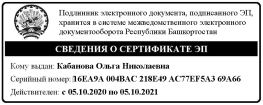 Подлинник электронного документа, подписанного ЭП,
хранится в системе межведомственного электронного
документооборота Республики Башкортостан
СВЕДЕНИЯ О СЕРТИФИКАТЕ ЭП
Кому выдан: Кабанова Ольга Николаевна
Серийный номер: 16EA9A 004BAC 218E49 AC77EF5A3 69A66
Действителен: с 05.10.2020 по 05.10.2021